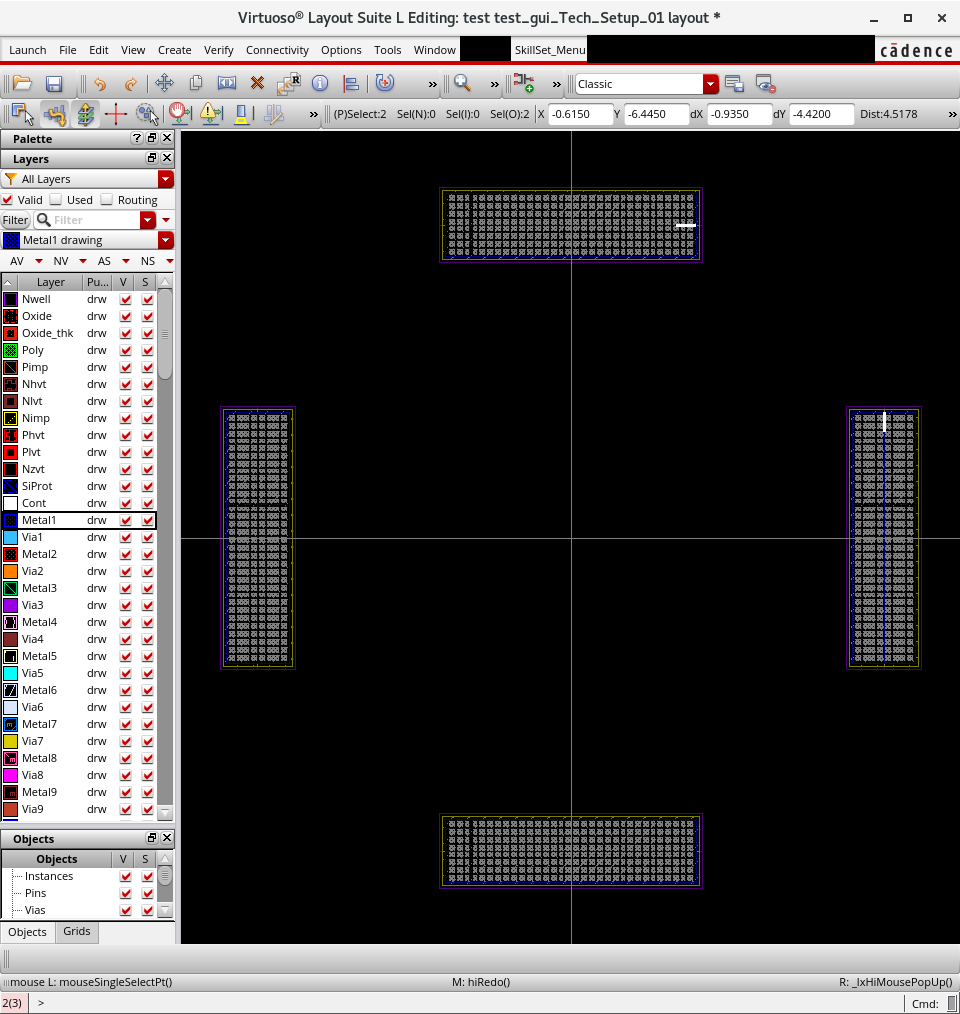 Virtuoso® Layout Suite L Editing: test test_gui_Tech_Setup_01 layout *
Launch File Edit View Create Verify Connectivity Options Tools Window SkillSet_Menu cādence
» » » Classic
» (P)Select:2 Sel(N):0 Sel(I):0 Sel(O):2 X -0.6150 Y -6.4450 dX -0.9350 dY -4.4200 Dist:4.5178 »
Palette
Layers
All Layers
Valid Used Routing
Filter Filter
Metal1 drawing
AV NV AS NS
Layer Pu... V S
Nwell drw
Oxide drw
Oxide_thk drw
Poly drw
Pimp drw
Nhvt drw
Nlvt drw
Nimp drw
Phvt drw
Plvt drw
Nzvt drw
SiProt drw
Cont drw
Metal1 drw
Via1 drw
Metal2 drw
Via2 drw
Metal3 drw
Via3 drw
Metal4 drw
Via4 drw
Metal5 drw
Via5 drw
Metal6 drw
Via6 drw
Metal7 drw
Via7 drw
Metal8 drw
Via8 drw
Metal9 drw
Via9 drw
Objects
Objects V S
Instances
Pins
Vias
Objects Grids
mouse L: mouseSingleSelectPt() M: hiRedo() R: _lxHiMousePopUp()
2(3) > Cmd: